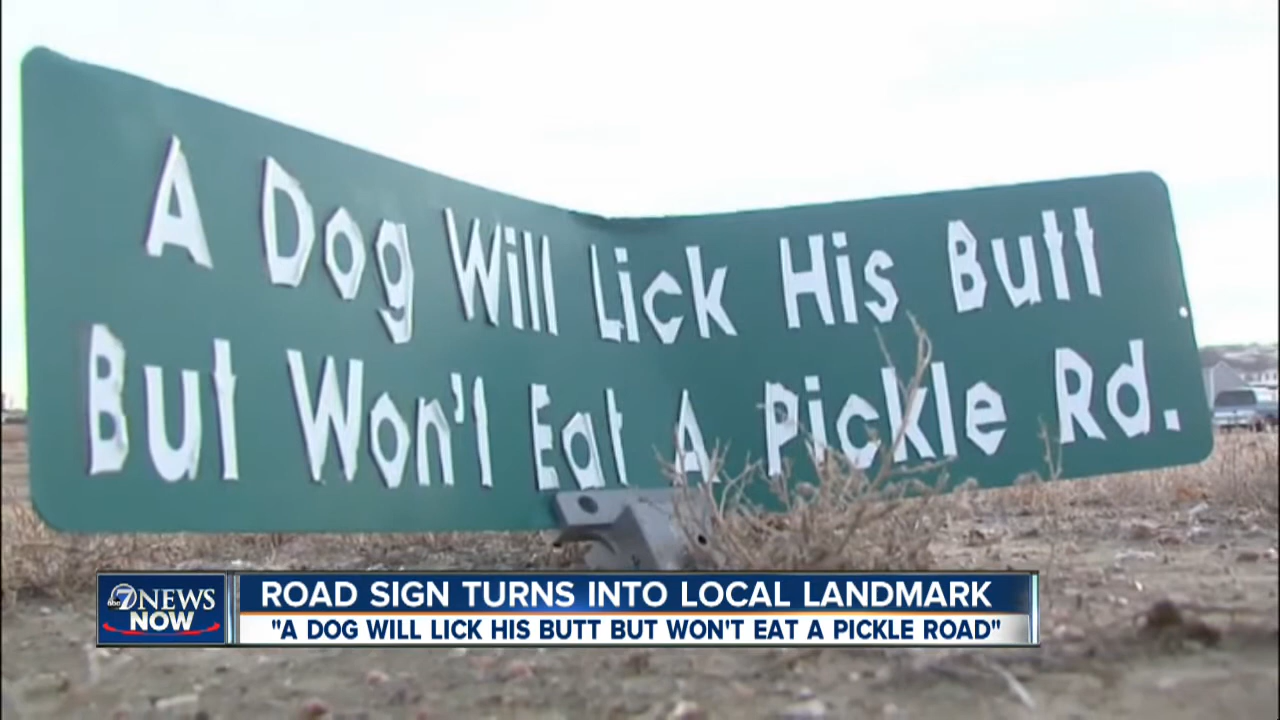 A Dog Will Lick His Butt
But Won't Eat A Pickle Rd.
abc 7NEWS
NOW
ROAD SIGN TURNS INTO LOCAL LANDMARK
"A DOG WILL LICK HIS BUTT BUT WON'T EAT A PICKLE ROAD"